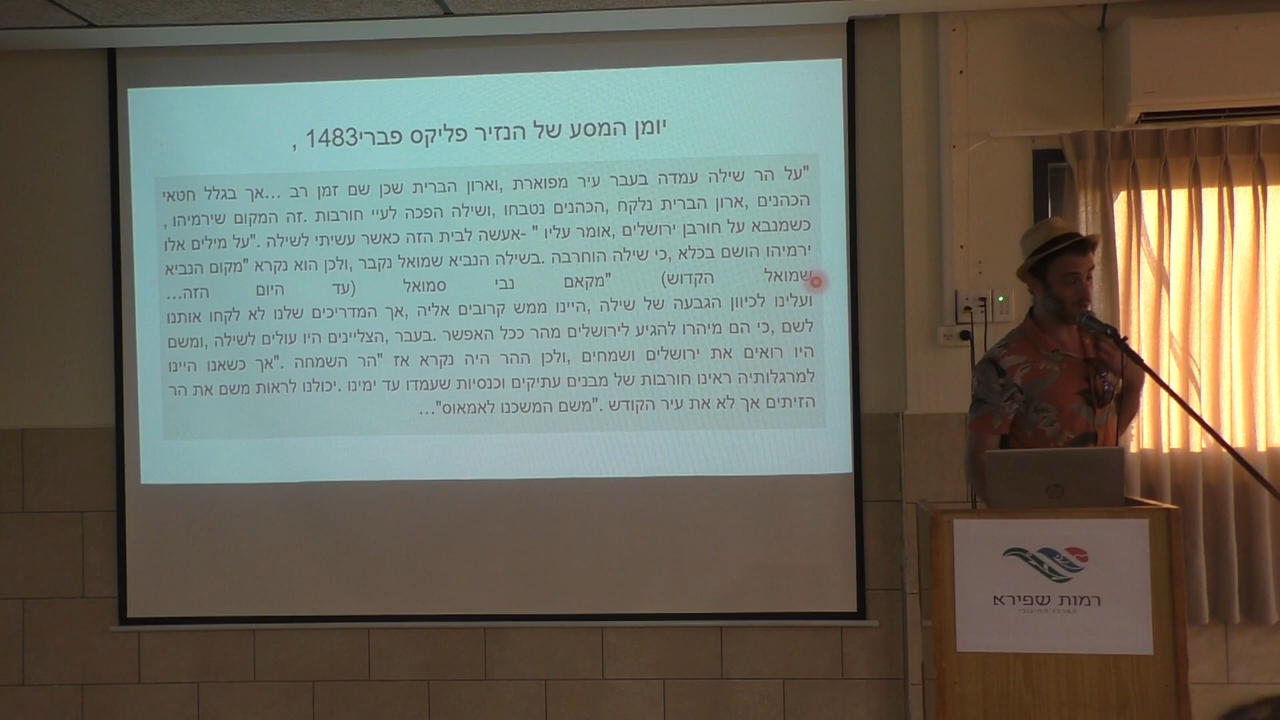 יומן המסע של הנזיר פליקס פברי1483 ,
"על הר שילה עמדה בעבר עיר מפוארת ,וארון הברית שכן שם זמן רב ...אך בגלל חטאי
הכהנים ,ארון הברית נלקח ,הכהנים נטבחו ,ושילה הפכה לעיי חורבות .זה המקום שירמיהו ,
כשמנבא על חורבן ירושלים ,אומר עליו " -אעשה לבית הזה כאשר עשיתי לשילה ."על מילים אלו
ירמיהו הושם בכלא ,כי שילה הוחרבה .בשילה הנביא שמואל נקבר ,ולכן הוא נקרא "מקום הנביא
שמואל הקדוש) "מקאם נבי סמואל (עד היום הזה...
ועלינו לכיוון הגבעה של שילה ,היינו ממש קרובים אליה ,אך המדריכים שלנו לא לקחו אותנו
לשם ,כי הם מיהרו להגיע לירושלים מהר ככל האפשר .בעבר ,הצליינים היו עולים לשילה ,ומשם
היו רואים את ירושלים ושמחים ,ולכן ההר היה נקרא אז "הר השמחה ."אך כשאנו היינו
למרגלותיה ראינו חורבות של מבנים עתיקים וכנסיות שעמדו עד ימינו .יכולנו לראות משם את הר
הזיתים אך לא את עיר הקודש ."משם המשכנו לאמאוס"...
רמות שפירא
hp